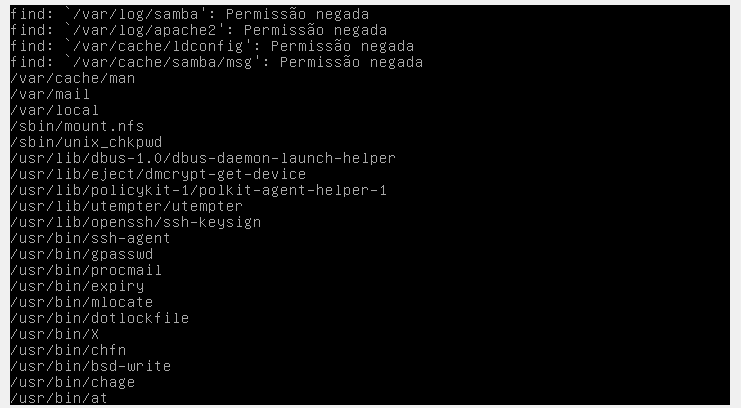 find: `/var/log/samba': Permissão negada
find: `/var/log/apache2': Permissão negada
find: `/var/cache/ldconfig': Permissão negada
find: `/var/cache/samba/msg': Permissão negada
/var/cache/man
/var/mail
/var/local
/sbin/mount.nfs
/sbin/unix_chkpwd
/usr/lib/dbus-1.0/dbus-daemon-launch-helper
/usr/lib/eject/dmcrypt-get-device
/usr/lib/policykit-1/polkit-agent-helper-1
/usr/lib/utempter/utempter
/usr/lib/openssh/ssh-keysign
/usr/bin/ssh-agent
/usr/bin/gpasswd
/usr/bin/procmail
/usr/bin/expiry
/usr/bin/mlocate
/usr/bin/dotlockfile
/usr/bin/X
/usr/bin/chfn
/usr/bin/bsd-write
/usr/bin/chage
/usr/bin/at